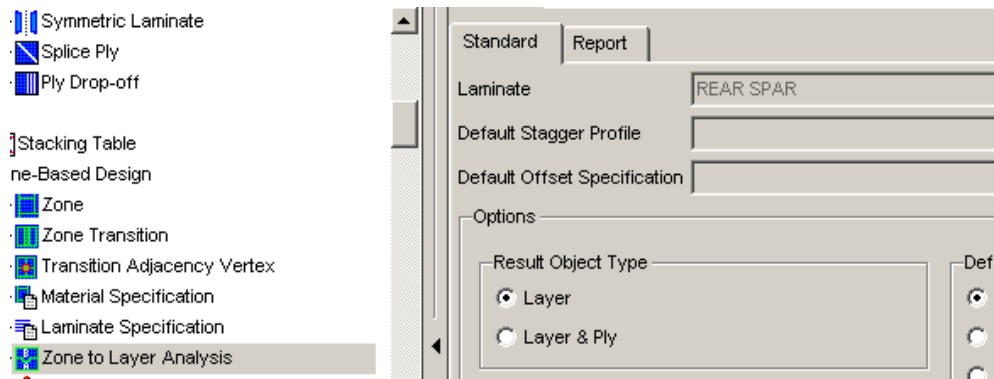 Symmetric Laminate
Splice Ply
Ply Drop-off
Stacking Table
ne-Based Design
Zone
Zone Transition
Transition Adjacency Vertex
Material Specification
Laminate Specification
Zone to Layer Analysis
Standard
Report
Laminate
REAR SPAR
Default Stagger Profile
Default Offset Specification
Options
Result Object Type
Def
Layer
Layer & Ply